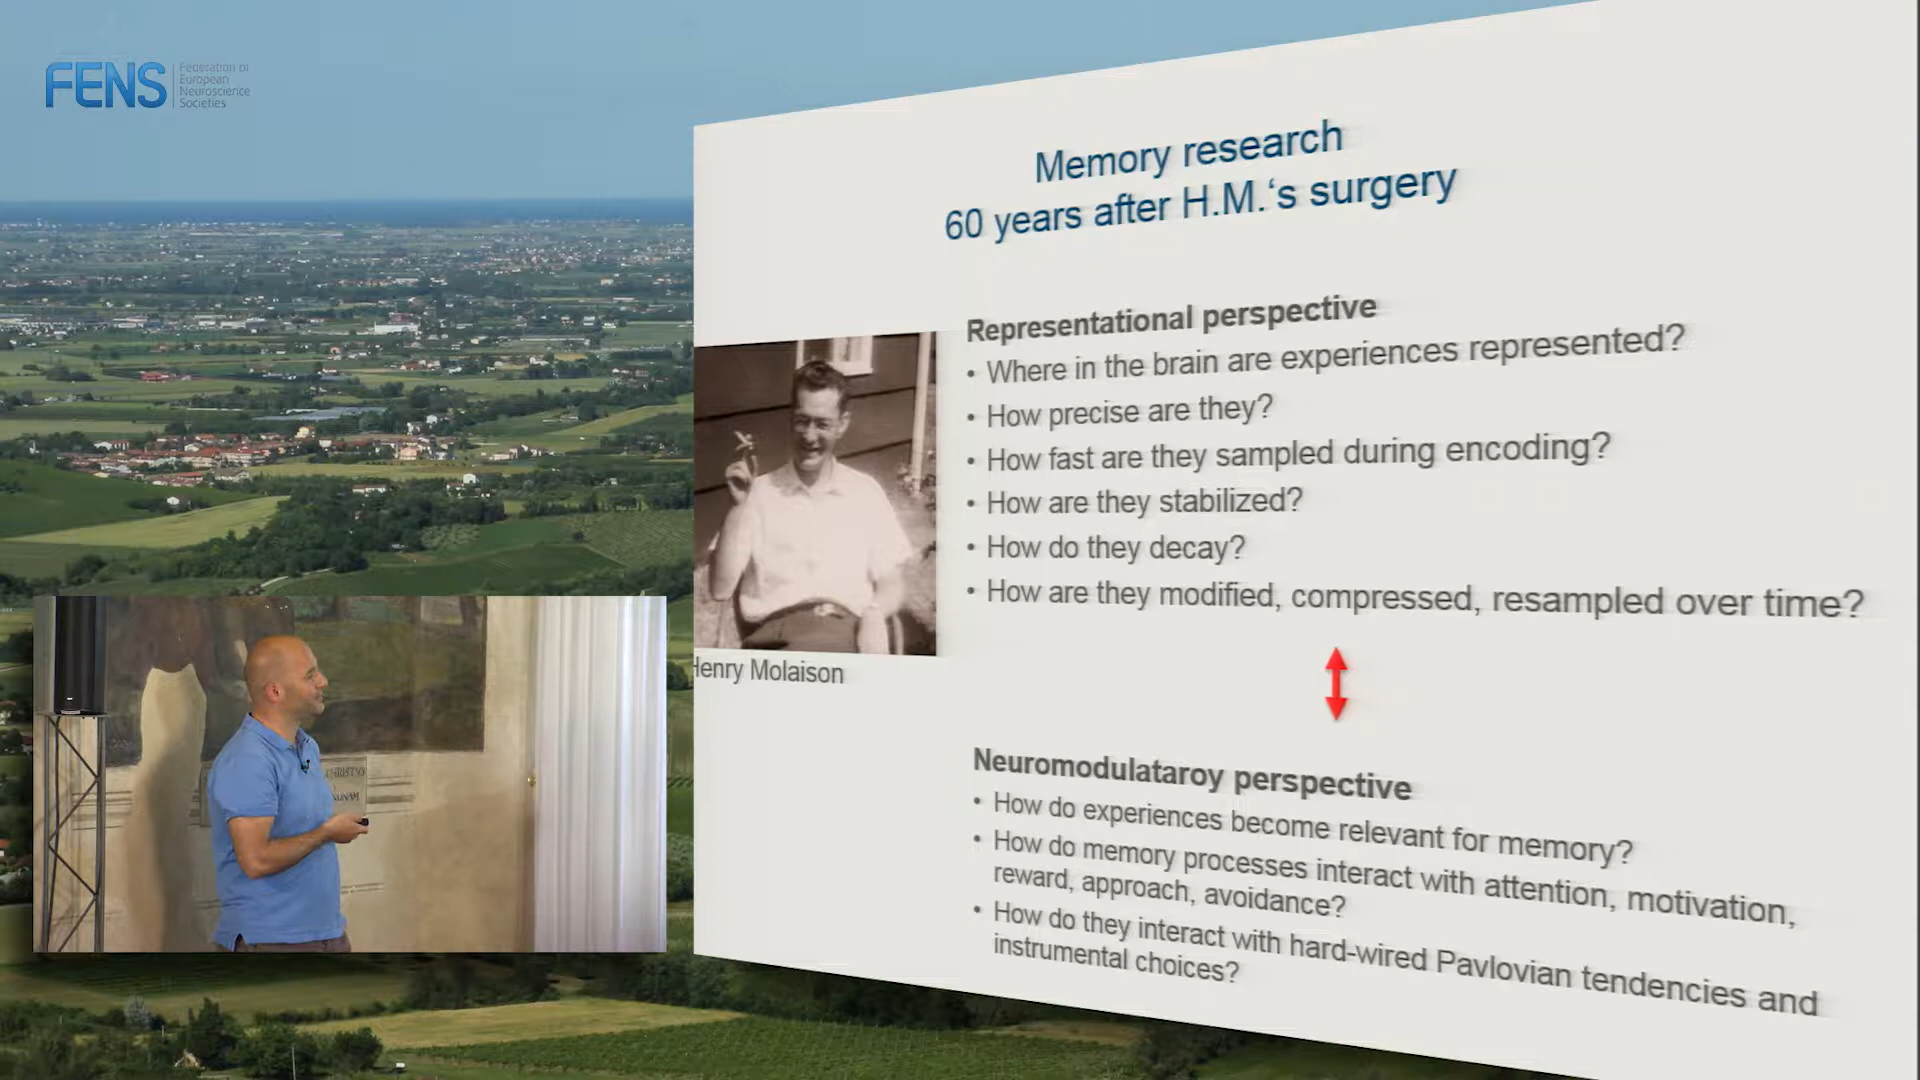 FENS
Federation of
European
Neuroscience
Societies
Memory research
60 years after H.M.‘s surgery
Representational perspective
• Where in the brain are experiences represented?
• How precise are they?
• How fast are they sampled during encoding?
• How are they stabilized?
• How do they decay?
• How are they modified, compressed, resampled over time?
Henry Molaison
Neuromodulataroy perspective
• How do experiences become relevant for memory?
• How do memory processes interact with attention, motivation,
reward, approach, avoidance?
• How do they interact with hard-wired Pavlovian tendencies and
instrumental choices?